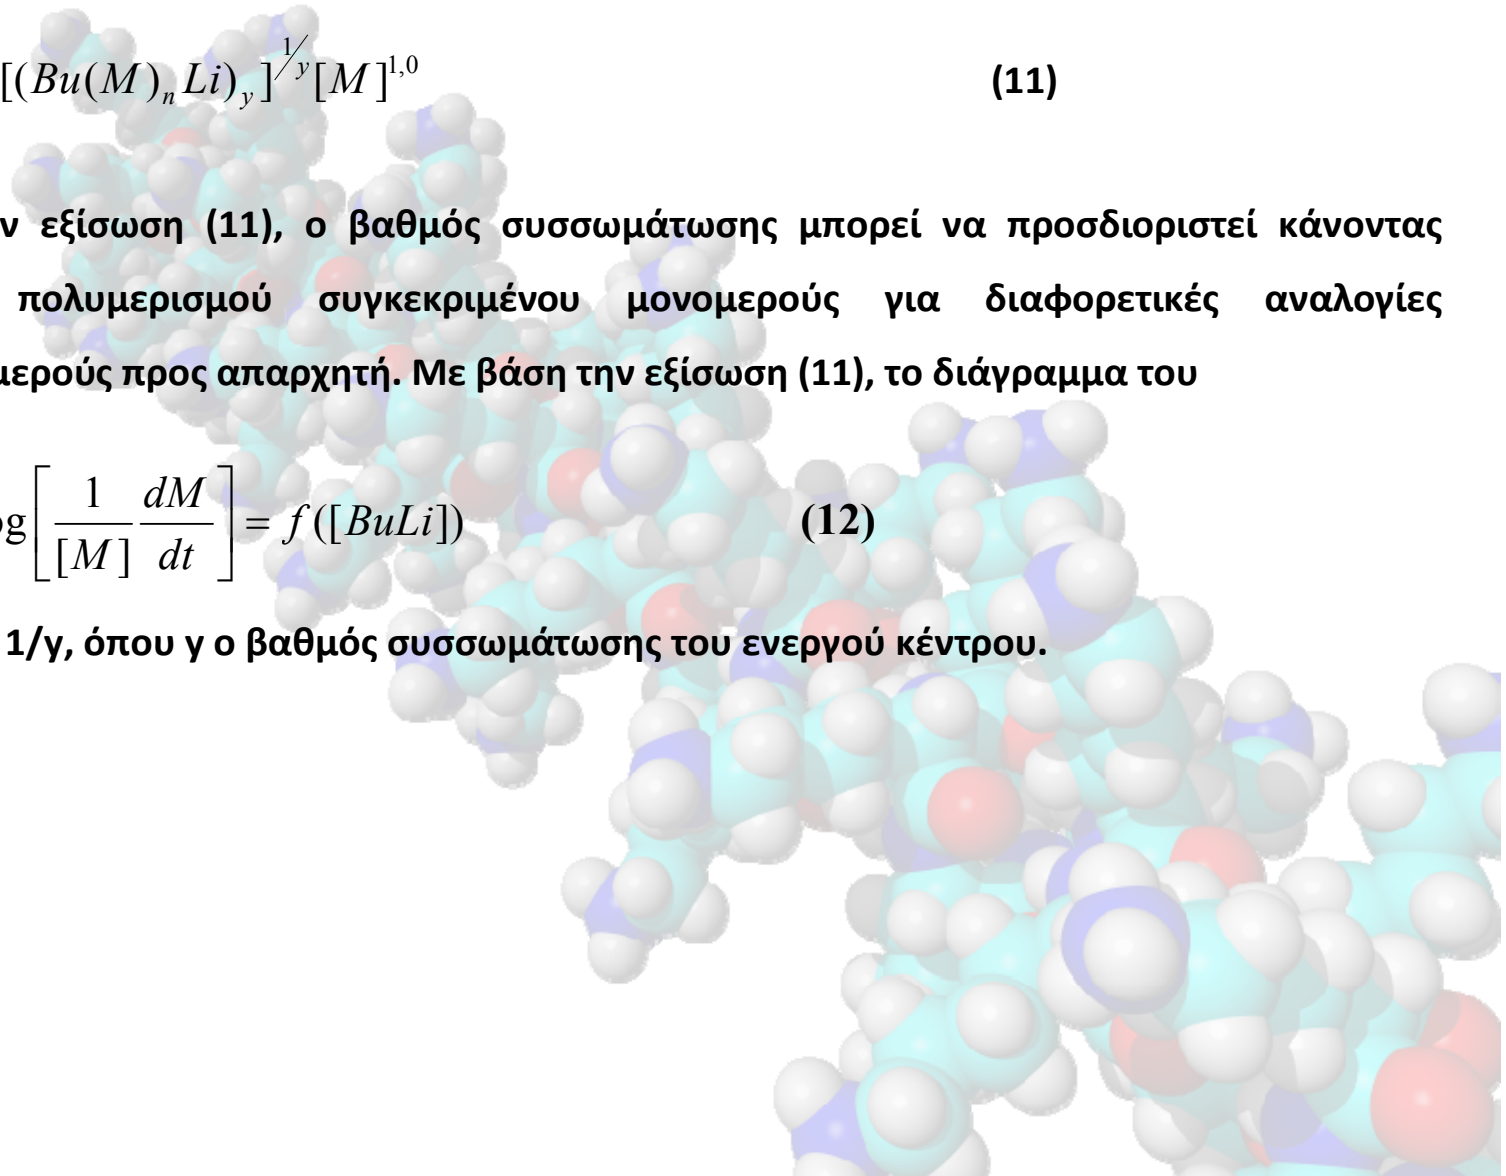 [(Bu(M)ₙLi)ᵧ]^{1/y}[M]^{1,0} (11)
εξίσωση (11), ο βαθμός συσσωμάτωσης μπορεί να προσδιοριστεί κάνοντας
πολυμερισμού συγκεκριμένου μονομερούς για διαφορετικές αναλογίες
προς απαρχητή. Με βάση την εξίσωση (11), το διάγραμμα του
[1/[M] dM/dt] = f([BuLi]) (12)
1/y, όπου y ο βαθμός συσσωμάτωσης του ενεργού κέντρου.